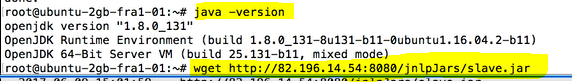 root@ubuntu-2gb-fra1-01:~# java -version
openjdk version "1.8.0_131"
OpenJDK Runtime Environment (build 1.8.0_131-8u131-b11-0ubuntu1.16.04.2-b11)
OpenJDK 64-Bit Server VM (build 25.131-b11, mixed mode)
root@ubuntu-2gb-fra1-01:~# wget http://82.196.14.54:8080/jnlpJars/slave.jar